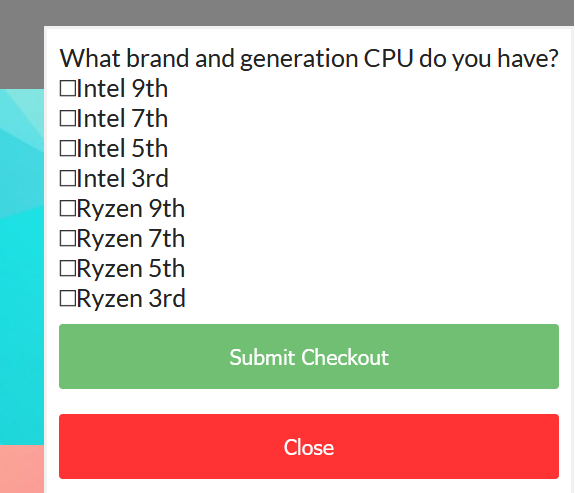 What brand and generation CPU do you have?
☐Intel 9th
☐Intel 7th
☐Intel 5th
☐Intel 3rd
☐Ryzen 9th
☐Ryzen 7th
☐Ryzen 5th
☐Ryzen 3rd
Submit Checkout
Close